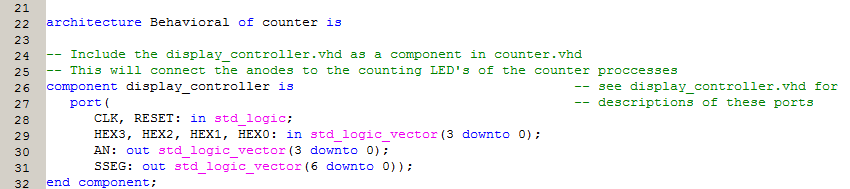 21
22 architecture Behavioral of counter is
23
24 -- Include the display_controller.vhd as a component in counter.vhd
25 -- This will connect the anodes to the counting LED's of the counter proccesses
26 component display_controller is -- see display_controller.vhd for
27 port( -- descriptions of these ports
28 CLK, RESET: in std_logic;
29 HEX3, HEX2, HEX1, HEX0: in std_logic_vector(3 downto 0);
30 AN: out std_logic_vector(3 downto 0);
31 SSEG: out std_logic_vector(6 downto 0));
32 end component;